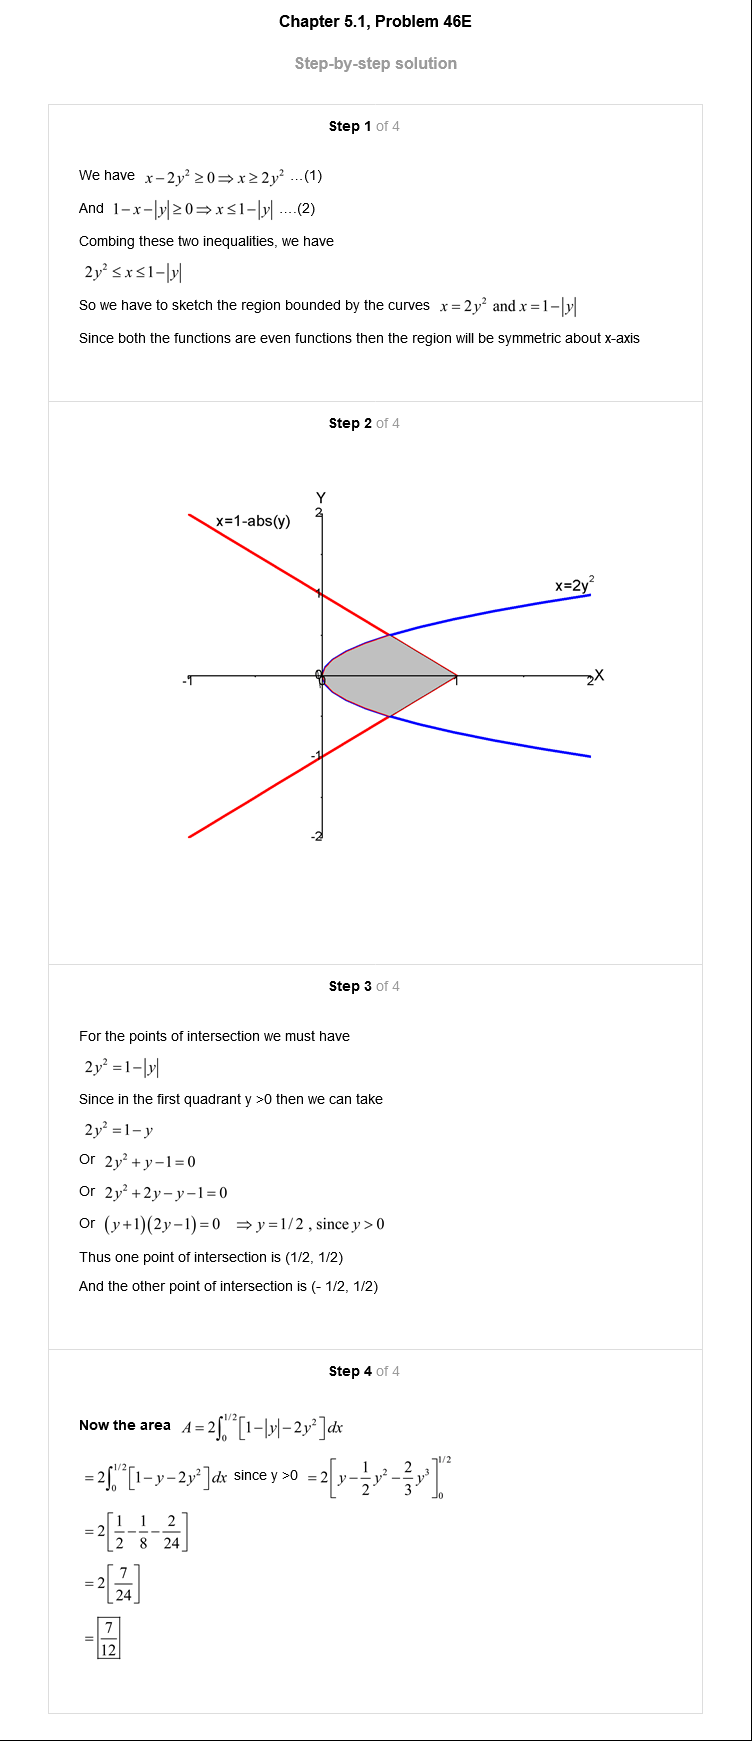 Chapter 5.1, Problem 46E
Step-by-step solution
Step 1 of 4
We have x−2y² ≥ 0 ⇒ x ≥ 2y² ...(1)
And 1−x−|y| ≥ 0 ⇒ x ≤ 1−|y| ....(2)
Combing these two inequalities, we have
2y² ≤ x ≤ 1−|y|
So we have to sketch the region bounded by the curves x = 2y² and x = 1−|y|
Since both the functions are even functions then the region will be symmetric about x-axis
Step 2 of 4
Y
2
x=1-abs(y)
x=2y²
1
-1 0 0 1 2 X
-1
-2
Step 3 of 4
For the points of intersection we must have
2y² = 1−|y|
Since in the first quadrant y >0 then we can take
2y² = 1−y
Or 2y² + y−1 = 0
Or 2y² + 2y− y−1 = 0
Or (y+1)(2y−1) = 0 ⇒ y = 1/2 , since y > 0
Thus one point of intersection is (1/2, 1/2)
And the other point of intersection is (- 1/2, 1/2)
Step 4 of 4
Now the area A = 2∫₀^{1/2} [1−|y|−2y²] dx
= 2∫₀^{1/2} [1−y−2y²] dx since y >0 = 2[y − 1/2 y² − 2/3 y³]₀^{1/2}
= 2[1/2 − 1/8 − 2/24]
= 2[7/24]
= 7/12